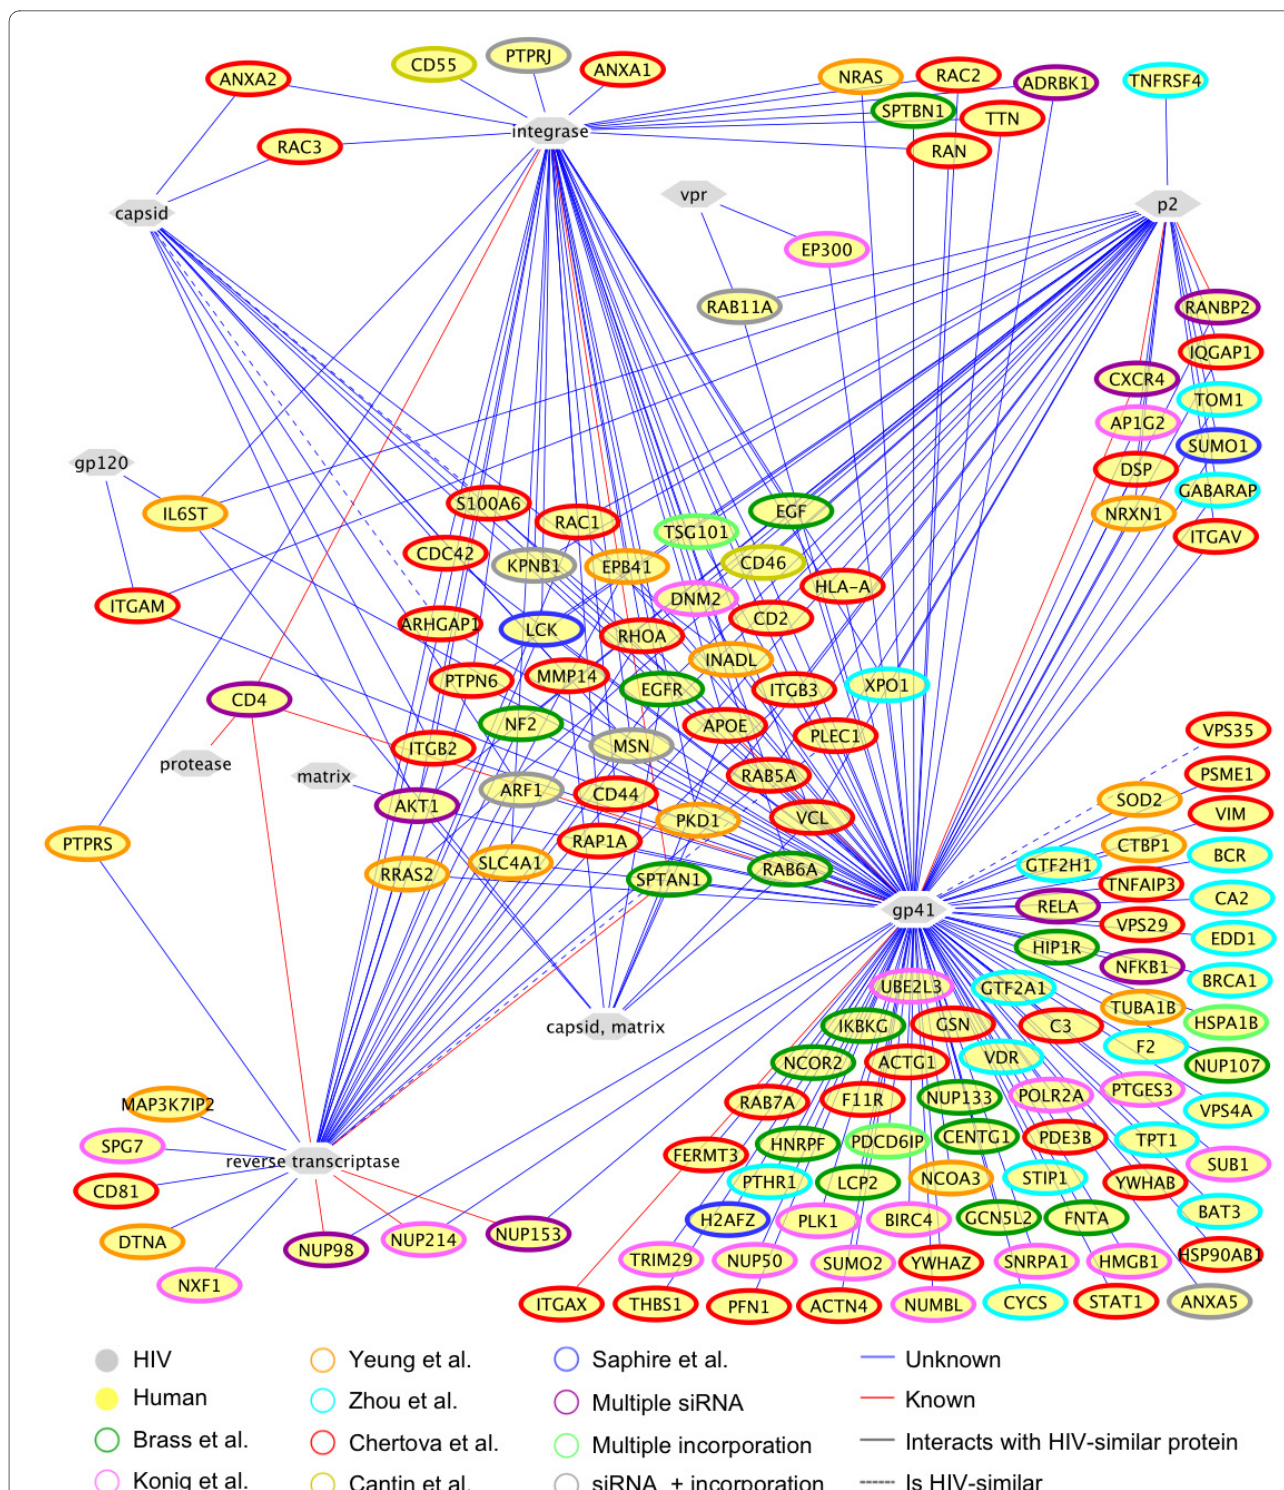 PTPRJ
CD55
ANXA1
ANXA2
NRAS
RAC2
ADRBK1
TNFRSF4
SPTBN1
TTN
integrase
RAC3
RAN
vpr
capsid
p2
EP300
RAB11A
RANBP2
IQGAP1
CXCR4
TOM1
AP1G2
SUMO1
gp120
DSP
GABARAP
IL6ST
S100A6
RAC1
EGF
NRXN1
TSG101
ITGAV
CDC42
KPNB1
EPB41
CD46
HLA-A
ITGAM
DNM2
CD2
ARHGAP1
LCK
RHOA
INADL
PTPN6
MMP14
EGFR
ITGB3
XPO1
CD4
NF2
APOE
PLEC1
VPS35
ITGB2
MSN
protease
matrix
RAB5A
PSME1
ARF1
CD44
SOD2
AKT1
PKD1
VCL
VIM
PTPRS
RAP1A
CTBP1
BCR
SLC4A1
GTF2H1
RRAS2
SPTAN1
RAB6A
TNFAIP3
CA2
gp41
RELA
VPS29
EDD1
HIP1R
NFKB1
BRCA1
UBE2L3
GTF2A1
TUBA1B
HSPA1B
capsid, matrix
IKBKG
GSN
C3
F2
NCOR2
ACTG1
VDR
NUP107
MAP3K7IP2
RAB7A
F11R
NUP133
POLR2A
PTGES3
VPS4A
SPG7
HNRPF
PDCD6IP
CENTG1
PDE3B
TPT1
reverse transcriptase
FERMT3
SUB1
CD81
PTHR1
LCP2
NCOA3
STIP1
YWHAB
DTNA
NUP98
NUP214
NUP153
H2AFZ
PLK1
BIRC4
GCN5L2
FNTA
BAT3
NXF1
TRIM29
NUP50
SUMO2
YWHAZ
SNRPA1
HMGB1
HSP90AB1
ITGAX
THBS1
PFN1
ACTN4
NUMBL
CYCS
STAT1
ANXA5
HIV
Yeung et al.
Saphire et al.
Unknown
Human
Zhou et al.
Multiple siRNA
Known
Brass et al.
Chertova et al.
Multiple incorporation
Interacts with HIV-similar protein
Konig et al.
Cantin et al.
siRNA + incorporation
Is HIV-similar